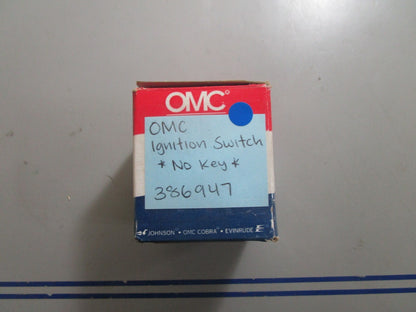 OMC
OMC
Ignition Switch
* No Key *
386947
JOHNSON • OMC COBRA • EVINRUDE E